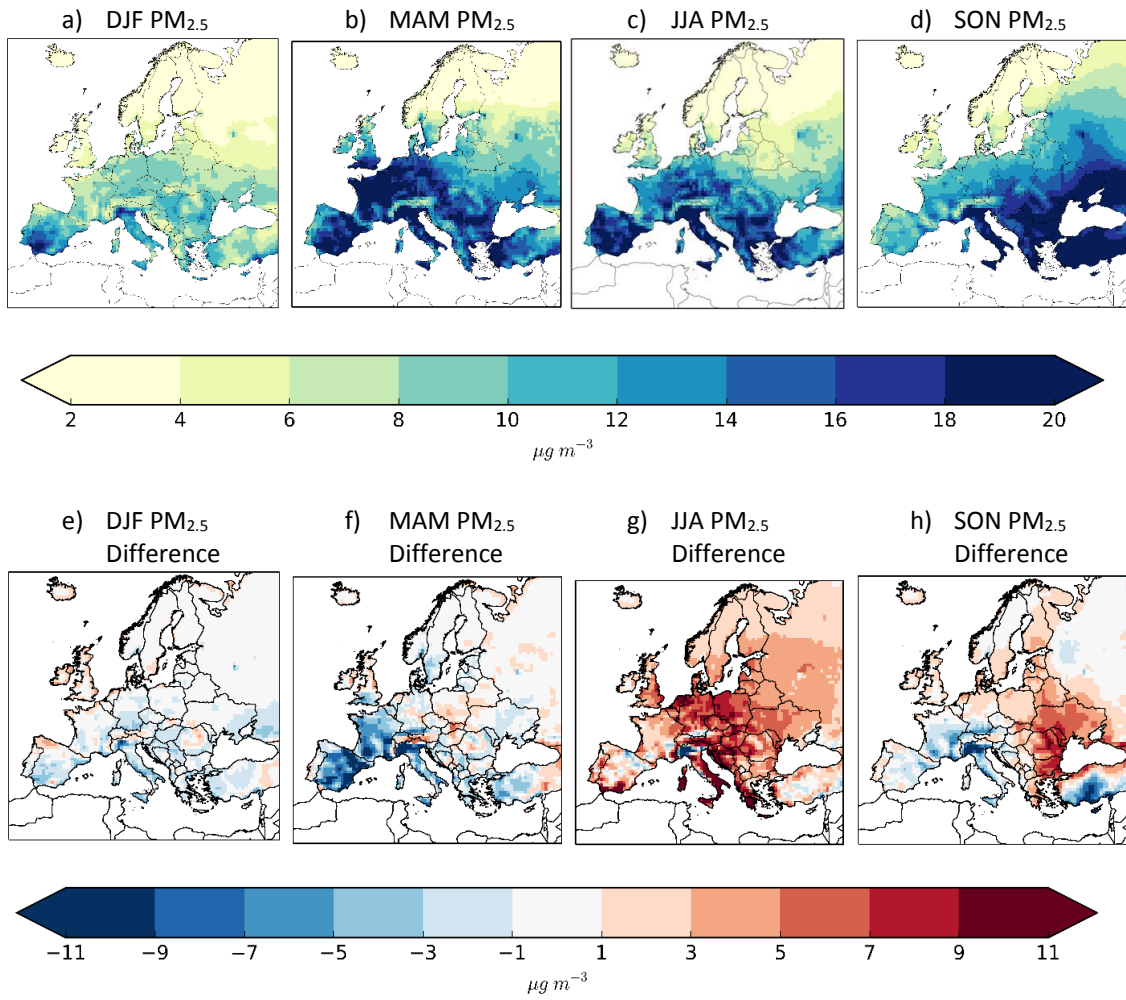 a) DJF PM₂.₅ b) MAM PM₂.₅ c) JJA PM₂.₅ d) SON PM₂.₅
2 4 6 8 10 12 14 16 18 20
μg m⁻³
e) DJF PM₂.₅ f) MAM PM₂.₅ g) JJA PM₂.₅ h) SON PM₂.₅
Difference Difference Difference Difference
−11 −9 −7 −5 −3 −1 1 3 5 7 9 11
μg m⁻³